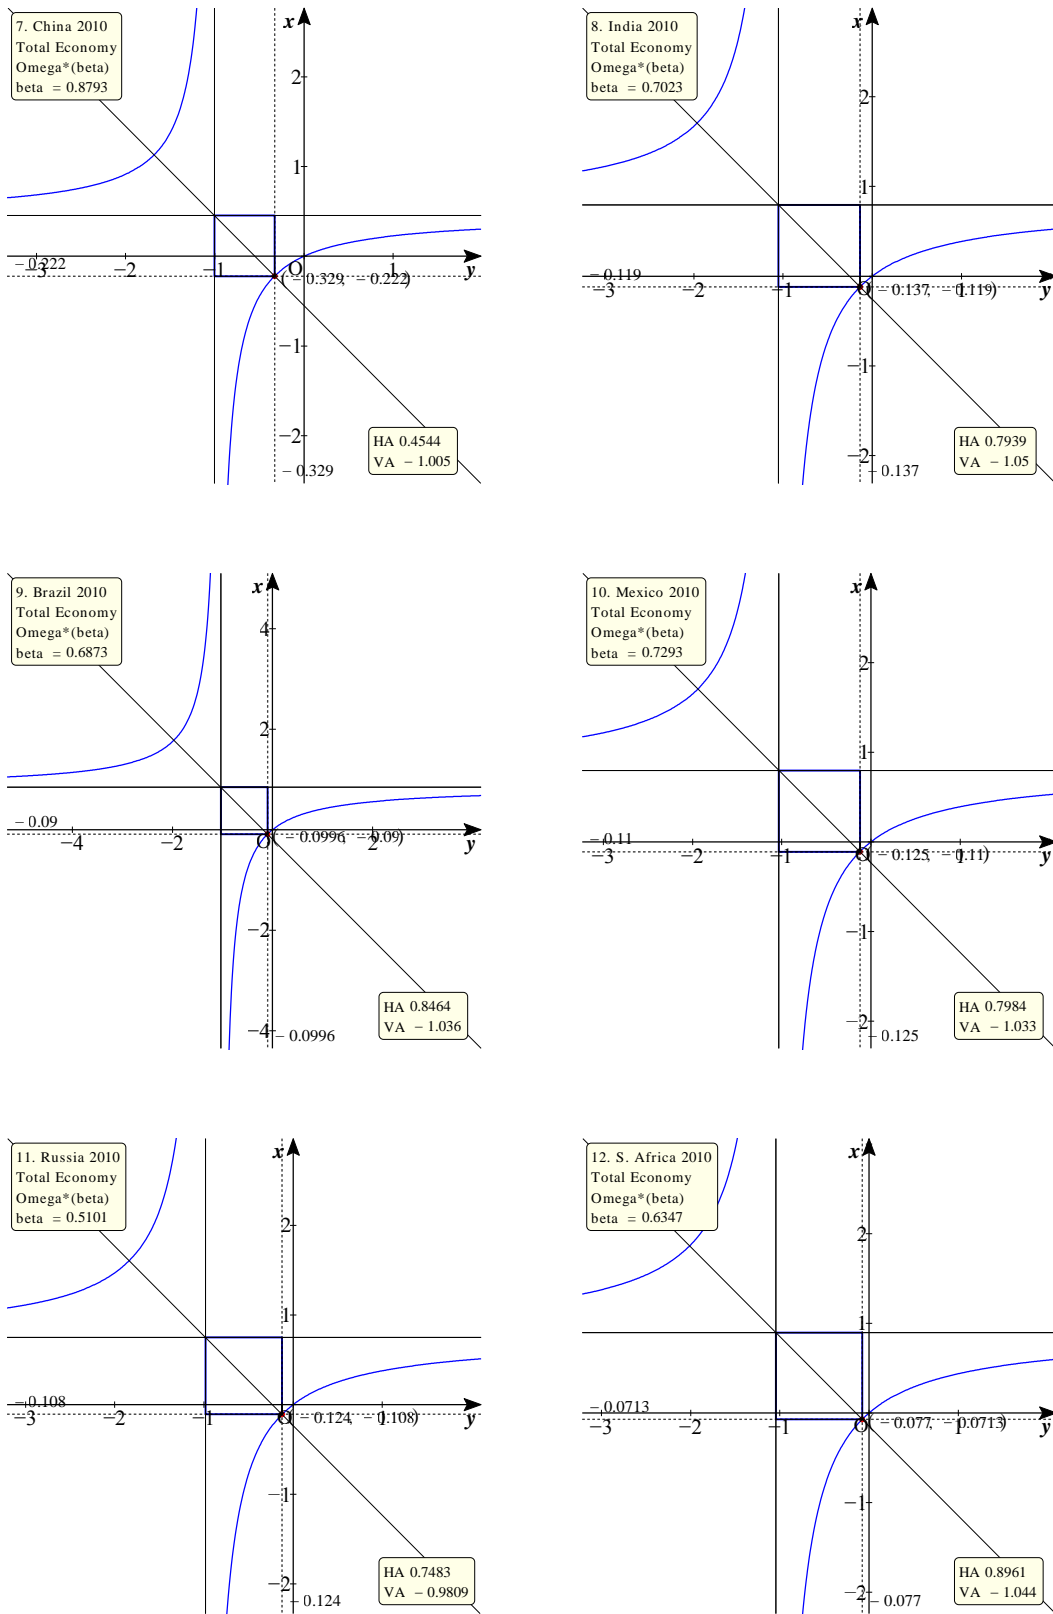 7. China 2010
Total Economy
Omega*(beta)
beta = 0.8793
x
2
1
− 0.222
−3 −2 −1 O 1 y
( − 0.329, − 0.222)
−1
−2
HA 0.4544
VA − 1.005
− 0.329
8. India 2010
Total Economy
Omega*(beta)
beta = 0.7023
x
2
1
− 0.119
−3 −2 −1 O 1 y
( − 0.137, − 0.119)
−1
−2
HA 0.7939
VA − 1.05
− 0.137
9. Brazil 2010
Total Economy
Omega*(beta)
beta = 0.6873
x
4
2
− 0.09
−4 −2 O 2 y
( − 0.0996, − 0.09)
−2
−4
HA 0.8464
VA − 1.036
− 0.0996
10. Mexico 2010
Total Economy
Omega*(beta)
beta = 0.7293
x
2
1
− 0.11
−3 −2 −1 O 1 y
( − 0.125, − 0.11)
−1
−2
HA 0.7984
VA − 1.033
− 0.125
11. Russia 2010
Total Economy
Omega*(beta)
beta = 0.5101
x
2
1
− 0.108
−3 −2 −1 O 1 y
( − 0.124, − 0.108)
−1
−2
HA 0.7483
VA − 0.9809
− 0.124
12. S. Africa 2010
Total Economy
Omega*(beta)
beta = 0.6347
x
2
1
− 0.0713
−3 −2 −1 O 1 y
( − 0.077, − 0.0713)
−1
−2
HA 0.8961
VA − 1.044
− 0.077